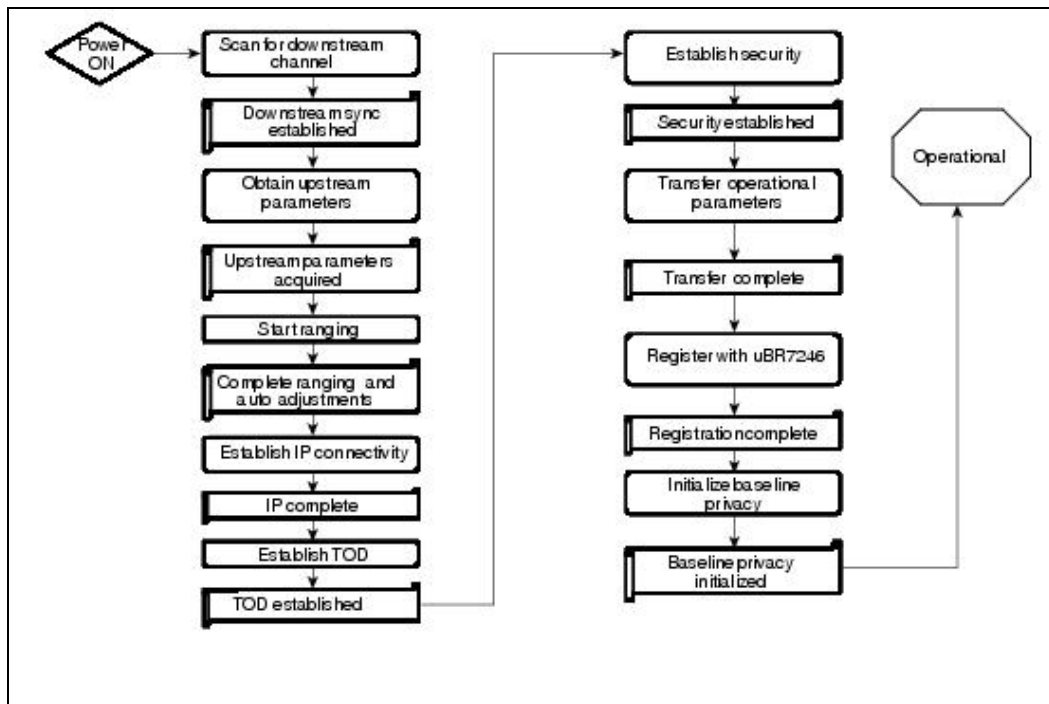 Power
ON
Scan for downstream
channel
Downstream sync
established
Obtain upstream
parameters
Upstream parameters
acquired
Start ranging
Complete ranging and
auto adjustments
Establish IP connectivity
IP complete
Establish TOD
TOD established
Establish security
Security established
Transfer operational
parameters
Transfer complete
Register with uBR7246
Registration complete
Initialize baseline
privacy
Baseline privacy
initialized
Operational